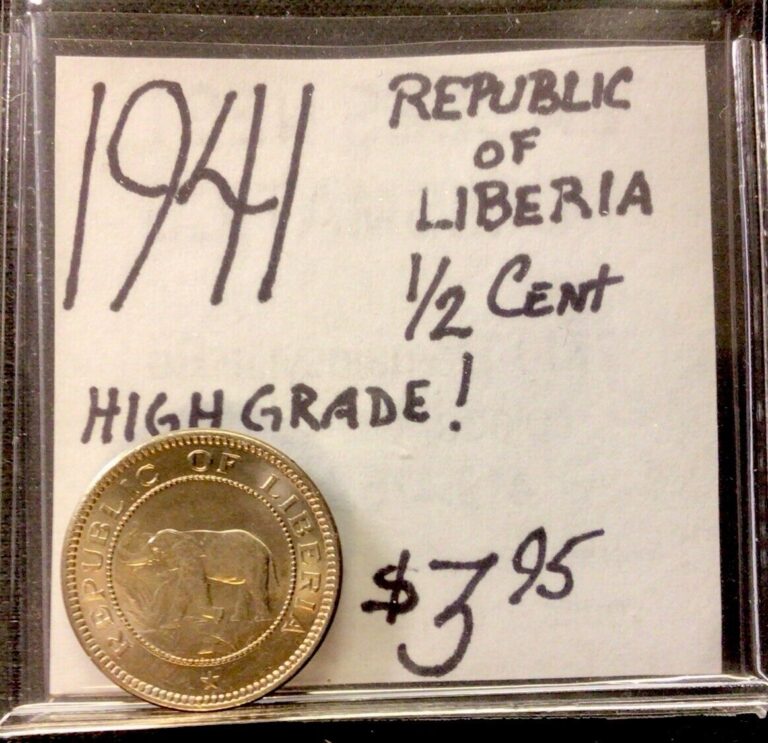 1941
REPUBLIC
OF
LIBERIA
1/2 CENT
HIGH GRADE!
$3.95
REPUBLIC OF LIBERIA